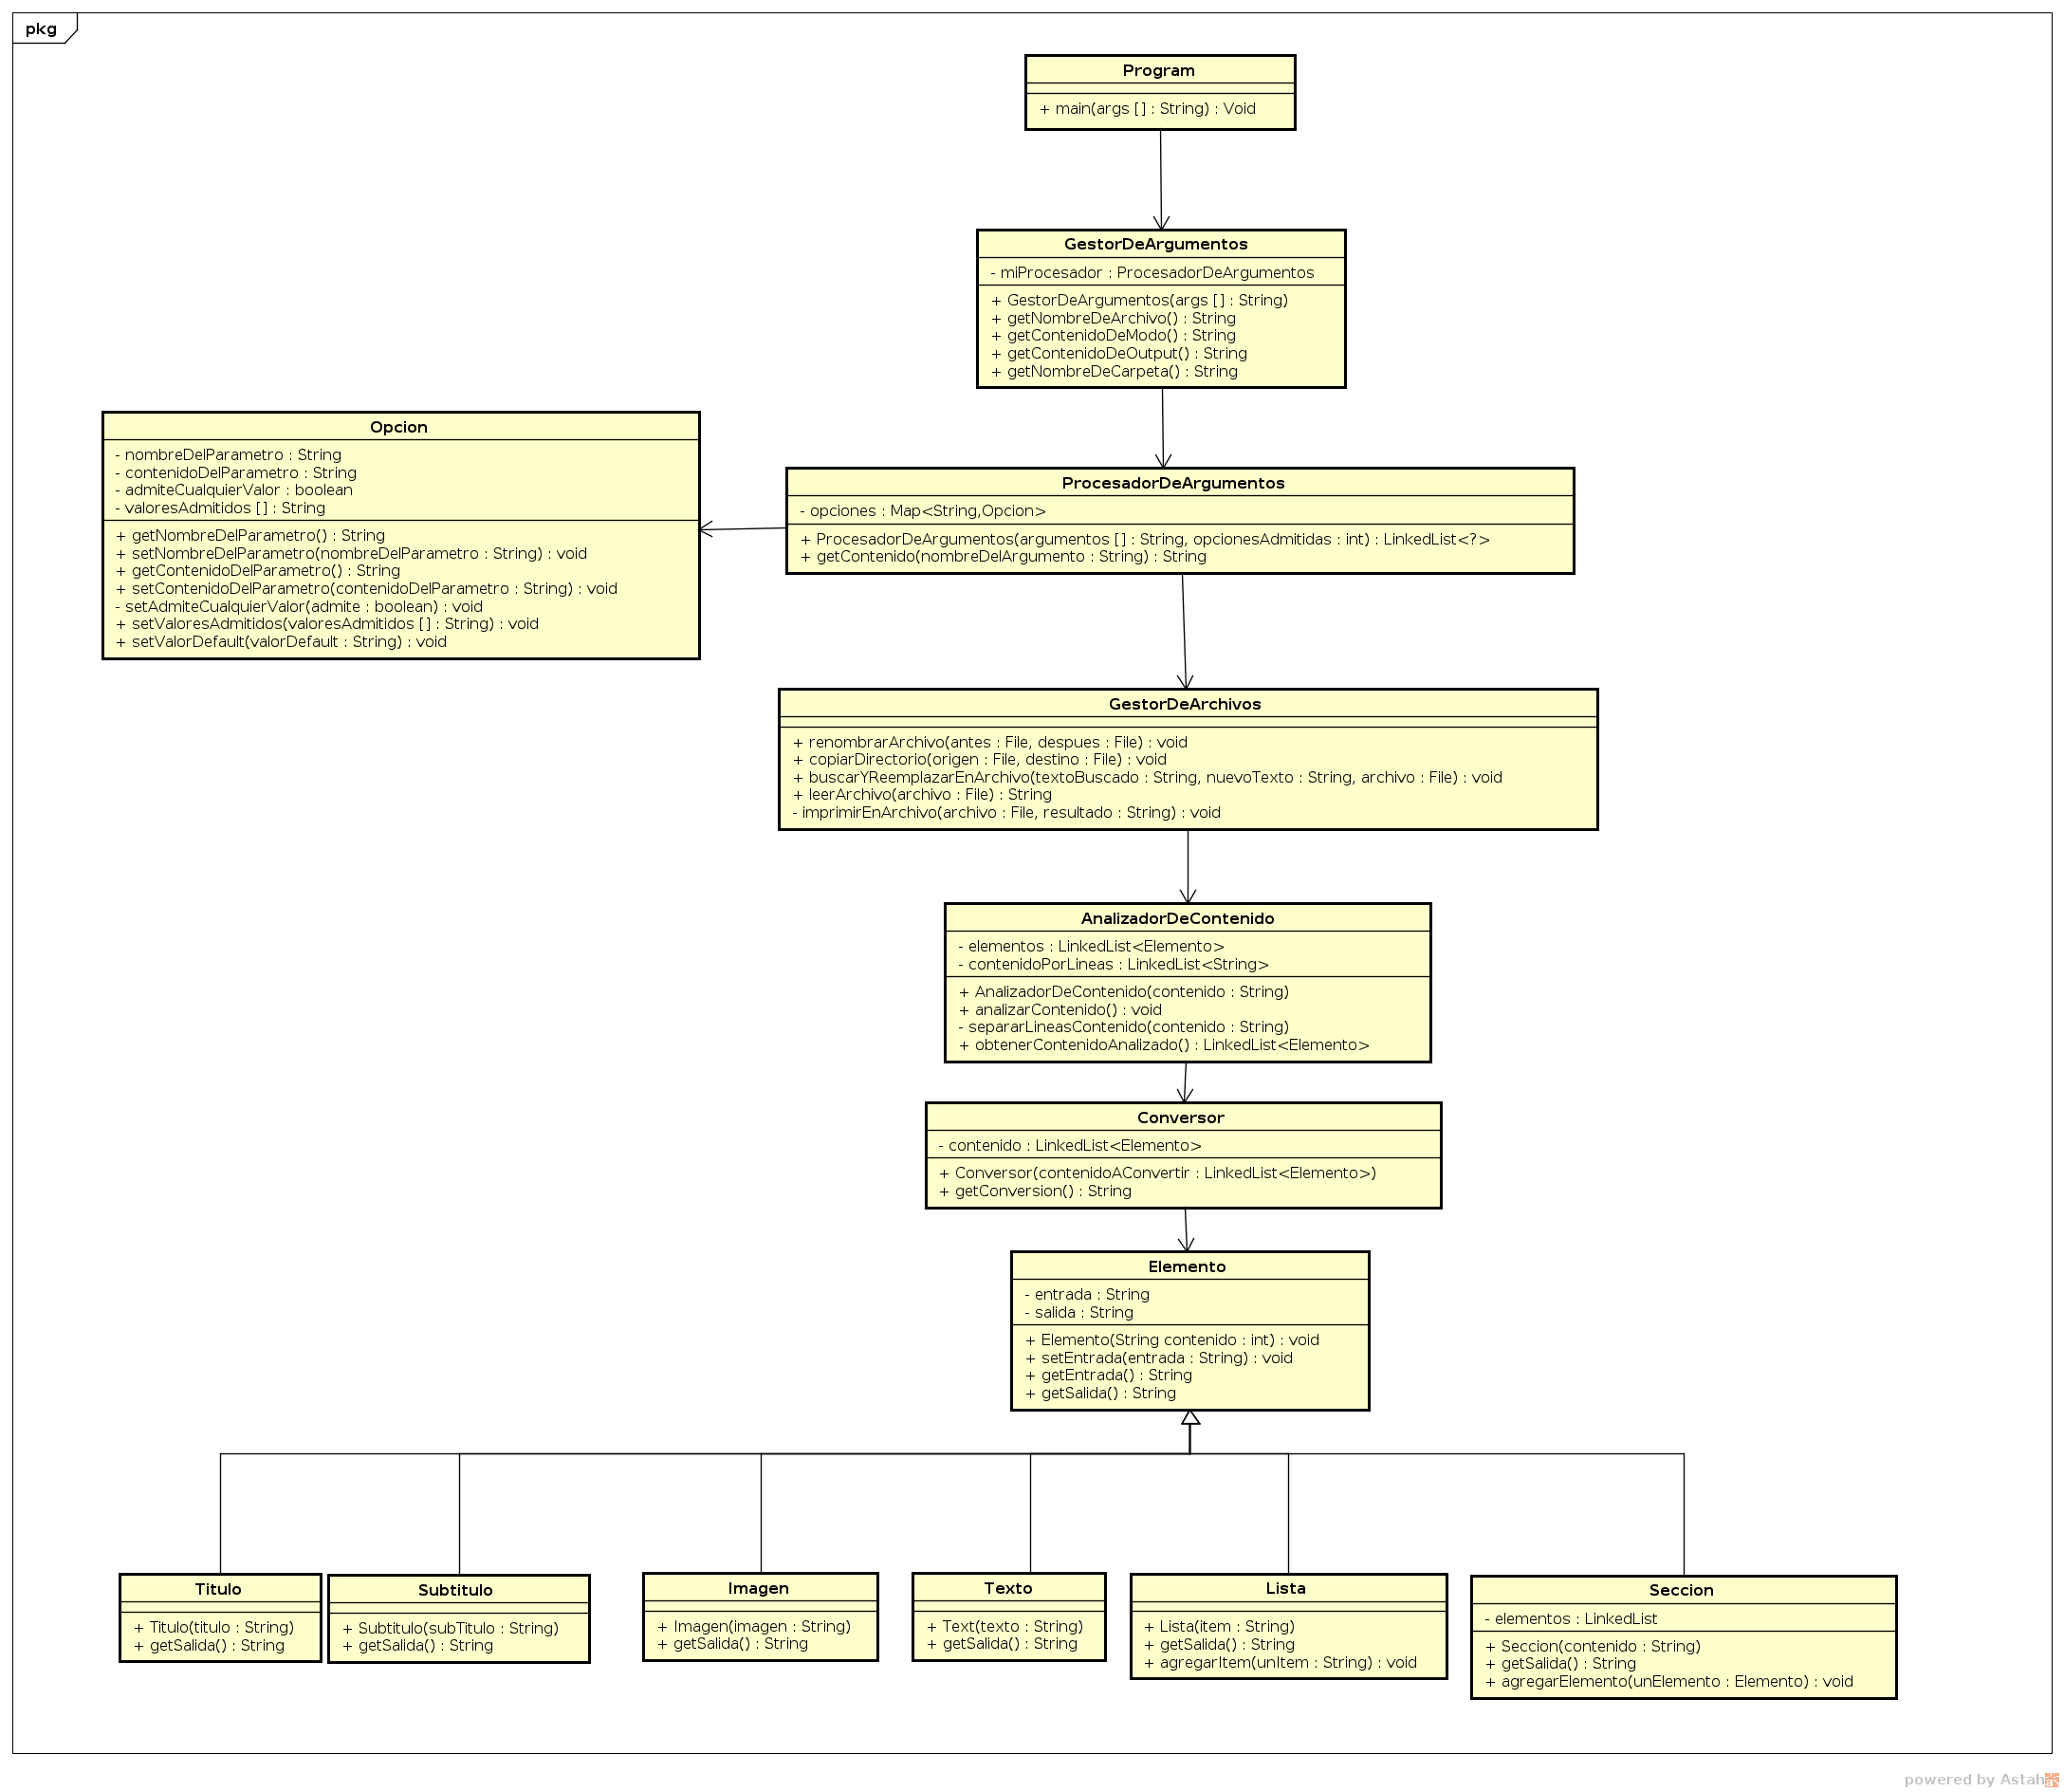 pkg
Program
+ main(args [] : String) : Void
GestorDeArgumentos
- miProcesador : ProcesadorDeArgumentos
+ GestorDeArgumentos(args [] : String)
+ getNombreDeArchivo() : String
+ getContenidoDeModo() : String
+ getContenidoDeOutput() : String
+ getNombreDeCarpeta() : String
Opcion
- nombreDelParametro : String
- contenidoDelParametro : String
- admiteCualquierValor : boolean
- valoresAdmitidos [] : String
+ getNombreDelParametro() : String
+ setNombreDelParametro(nombreDelParametro : String) : void
+ getContenidoDelParametro() : String
+ setContenidoDelParametro(contenidoDelParametro : String) : void
- setAdmiteCualquierValor(admite : boolean) : void
+ setValoresAdmitidos(valoresAdmitidos [] : String) : void
+ setValorDefault(valorDefault : String) : void
ProcesadorDeArgumentos
- opciones : Map<String,Opcion>
+ ProcesadorDeArgumentos(argumentos [] : String, opcionesAdmitidas : int) : LinkedList<?>
+ getContenido(nombreDelArgumento : String) : String
GestorDeArchivos
+ renombrarArchivo(antes : File, despues : File) : void
+ copiarDirectorio(origen : File, destino : File) : void
+ buscarYReemplazarEnArchivo(textoBuscado : String, nuevoTexto : String, archivo : File) : void
+ leerArchivo(archivo : File) : String
- imprimirEnArchivo(archivo : File, resultado : String) : void
AnalizadorDeContenido
- elementos : LinkedList<Elemento>
- contenidoPorLineas : LinkedList<String>
+ AnalizadorDeContenido(contenido : String)
+ analizarContenido() : void
- separarLineasContenido(contenido : String)
+ obtenerContenidoAnalizado() : LinkedList<Elemento>
Conversor
- contenido : LinkedList<Elemento>
+ Conversor(contenidoAConvertir : LinkedList<Elemento>)
+ getConversion() : String
Elemento
- entrada : String
- salida : String
+ Elemento(String contenido : int) : void
+ setEntrada(entrada : String) : void
+ getEntrada() : String
+ getSalida() : String
Titulo
+ Titulo(titulo : String)
+ getSalida() : String
Subtitulo
+ Subtitulo(subTitulo : String)
+ getSalida() : String
Imagen
+ Imagen(imagen : String)
+ getSalida() : String
Texto
+ Text(texto : String)
+ getSalida() : String
Lista
+ Lista(item : String)
+ getSalida() : String
+ agregarItem(unItem : String) : void
Seccion
- elementos : LinkedList
+ Seccion(contenido : String)
+ getSalida() : String
+ agregarElemento(unElemento : Elemento) : void
powered by Astah